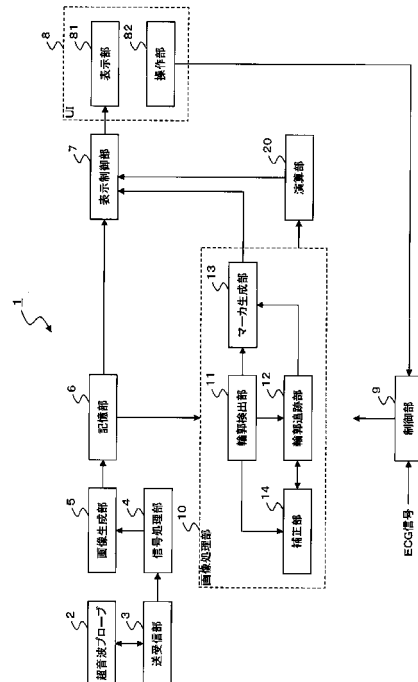 1
2
超音波プローブ
3
送受信部
5
画像生成部
4
信号処理部
6
記憶部
7
表示制御部
8
UI
81
表示部
82
操作部
10
画像処理部
11
輪郭検出部
12
輪郭追跡部
13
マーカ生成部
14
補正部
20
演算部
9
制御部
ECG信号